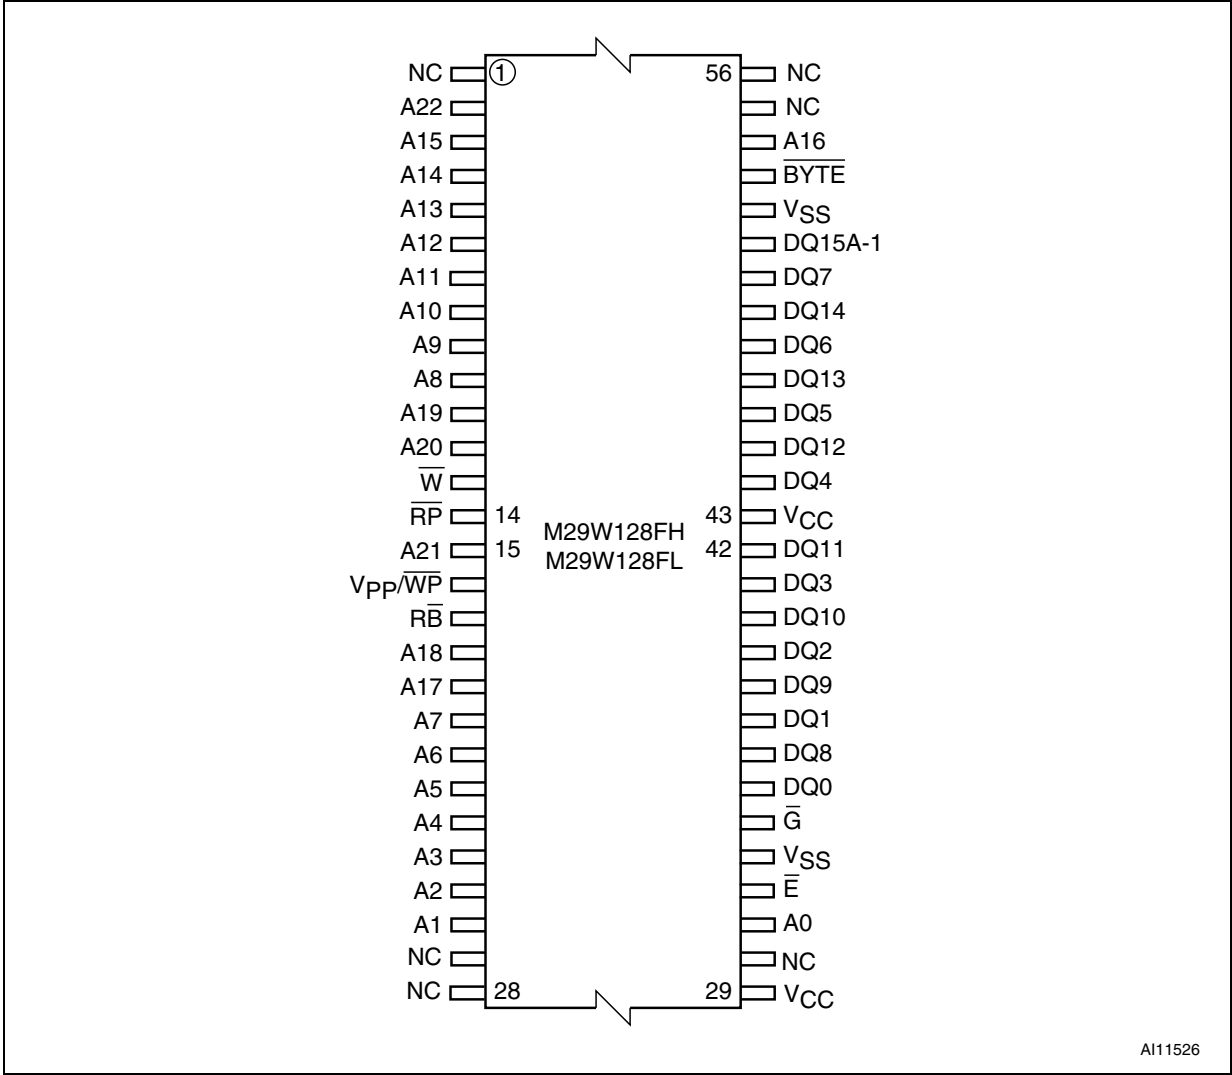 NC 1 56 NC
A22 NC
A15 A16
A14 B̅Y̅T̅E̅
A13 VSS
A12 DQ15A-1
A11 DQ7
A10 DQ14
A9 DQ6
A8 DQ13
A19 DQ5
A20 DQ12
W̅ DQ4
R̅P̅ 14 43 VCC
A21 15 42 DQ11
M29W128FH
M29W128FL
VPP/W̅P̅ DQ3
RB̅ DQ10
A18 DQ2
A17 DQ9
A7 DQ1
A6 DQ8
A5 DQ0
A4 G̅
A3 VSS
A2 E̅
A1 A0
NC NC
NC 28 29 VCC
AI11526